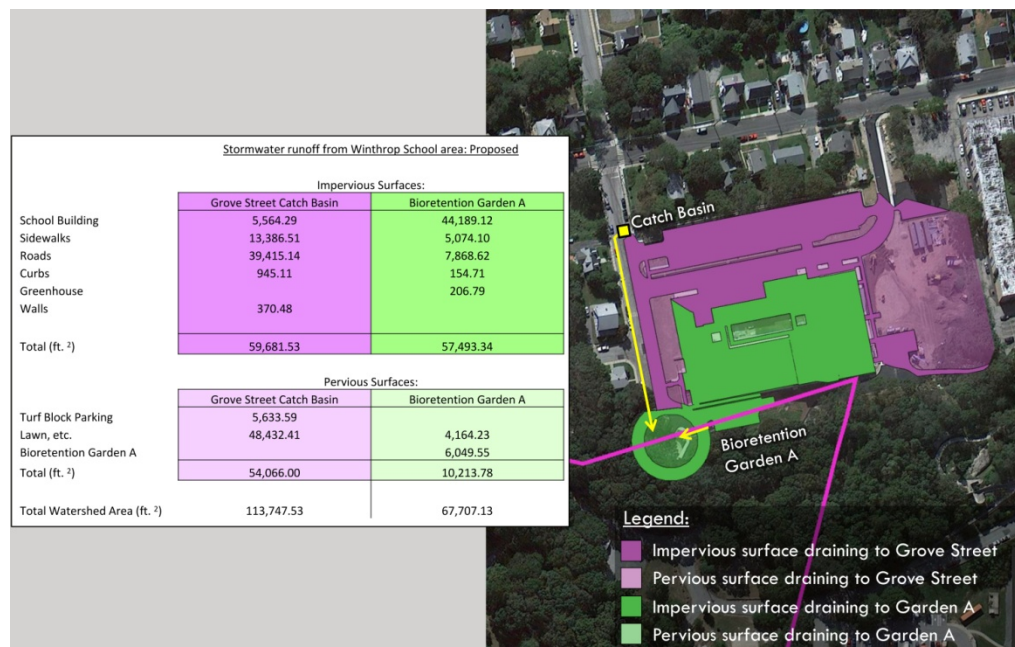 Stormwater runoff from Winthrop School area: Proposed
Impervious Surfaces:
Grove Street Catch Basin Bioretention Garden A
School Building 5,564.29 44,189.12
Sidewalks 13,386.51 5,074.10
Roads 39,415.14 7,868.62
Curbs 945.11 154.71
Greenhouse 206.79
Walls 370.48
Total (ft. ²) 59,681.53 57,493.34
Pervious Surfaces:
Grove Street Catch Basin Bioretention Garden A
Turf Block Parking 5,633.59
Lawn, etc. 48,432.41 4,164.23
Bioretention Garden A 6,049.55
Total (ft. ²) 54,066.00 10,213.78
Total Watershed Area (ft. ²) 113,747.53 67,707.13
Catch Basin
Bioretention
Garden A
Legend:
Impervious surface draining to Grove Street
Pervious surface draining to Grove Street
Impervious surface draining to Garden A
Pervious surface draining to Garden A